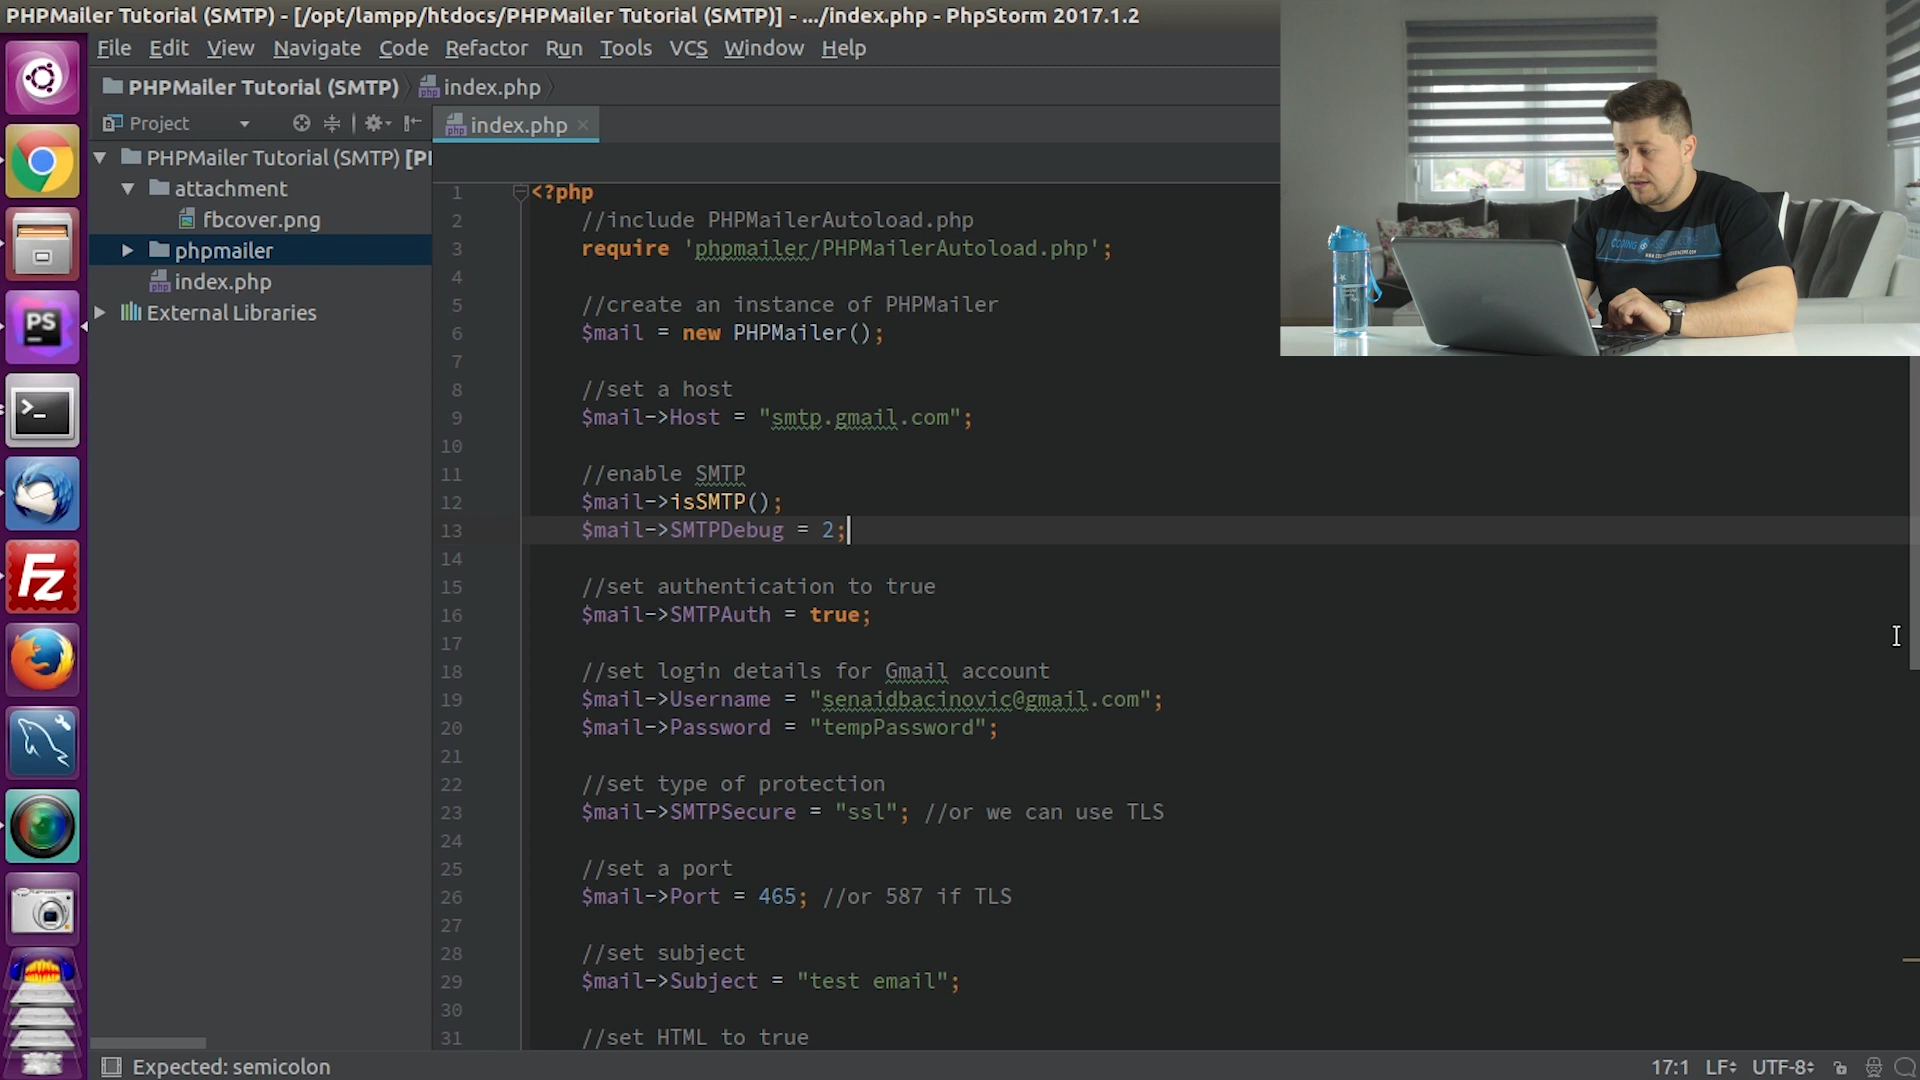 PHPMailer Tutorial (SMTP) - [/opt/lampp/htdocs/PHPMailer Tutorial (SMTP)] - .../index.php - PhpStorm 2017.1.2
File Edit View Navigate Code Refactor Run Tools VCS Window Help
PHPMailer Tutorial (SMTP) index.php
Project
index.php
PHPMailer Tutorial (SMTP) [P
attachment
fbcover.png
phpmailer
index.php
External Libraries
PS
Fz
1 <?php
2 //include PHPMailerAutoload.php
3 require 'phpmailer/PHPMailerAutoload.php';
4
5 //create an instance of PHPMailer
6 $mail = new PHPMailer();
7
8 //set a host
9 $mail->Host = "smtp.gmail.com";
10
11 //enable SMTP
12 $mail->isSMTP();
13 $mail->SMTPDebug = 2;
14
15 //set authentication to true
16 $mail->SMTPAuth = true;
17
18 //set login details for Gmail account
19 $mail->Username = "senaidbacinovic@gmail.com";
20 $mail->Password = "tempPassword";
21
22 //set type of protection
23 $mail->SMTPSecure = "ssl"; //or we can use TLS
24
25 //set a port
26 $mail->Port = 465; //or 587 if TLS
27
28 //set subject
29 $mail->Subject = "test email";
30
31 //set HTML to true
Expected: semicolon
17:1 LF UTF-8